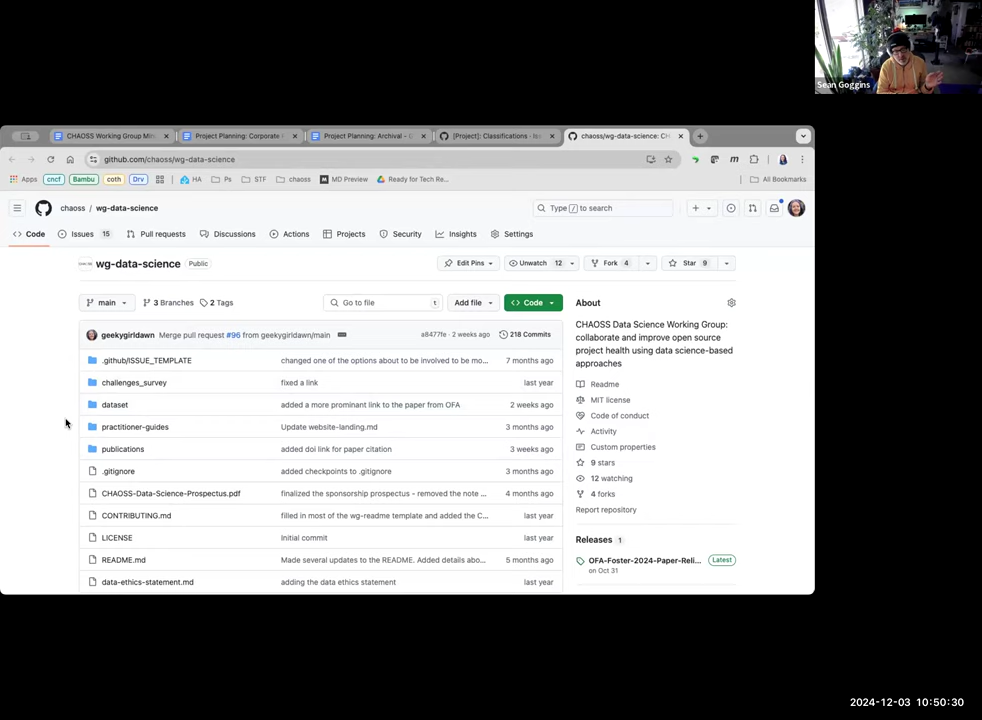 Sean Goggins
CHAOSS Working Group Min
Project Planning: Corporate
Project Planning: Archival - (
[Project]: Classifications - Iss
chaoss/wg-data-science: CH
github.com/chaoss/wg-data-science
Apps cncf Bambu coth Drv HA Ps STF chaoss MD Preview Ready for Tech Re... All Bookmarks
chaoss / wg-data-science
Type / to search
Code Issues 15 Pull requests Discussions Actions Projects Security Insights Settings
wg-data-science Public
Edit Pins Unwatch 12 Fork 4 Star 9
main 3 Branches 2 Tags Go to file t Add file Code
geekygirldawn Merge pull request #96 from geekygirldawn/main ... a8477fe · 2 weeks ago 218 Commits
.github/ISSUE_TEMPLATE changed one of the options about to be involved to be mo... 7 months ago
challenges_survey fixed a link last year
dataset added a more prominent link to the paper from OFA 2 weeks ago
practitioner-guides Update website-landing.md 3 months ago
publications added doi link for paper citation 3 weeks ago
.gitignore added checkpoints to .gitignore 3 months ago
CHAOSS-Data-Science-Prospectus.pdf finalized the sponsorship prospectus - removed the note ... 4 months ago
CONTRIBUTING.md filled in most of the wg-readme template and added the C... last year
LICENSE Initial commit last year
README.md Made several updates to the README. Added details abo... 5 months ago
data-ethics-statement.md adding the data ethics statement last year
About
CHAOSS Data Science Working Group:
collaborate and improve open source
project health using data science-based
approaches
Readme
MIT license
Code of conduct
Activity
Custom properties
9 stars
12 watching
4 forks
Report repository
Releases 1
OFA-Foster-2024-Paper-Reli... Latest
on Oct 31
2024-12-03 10:50:30